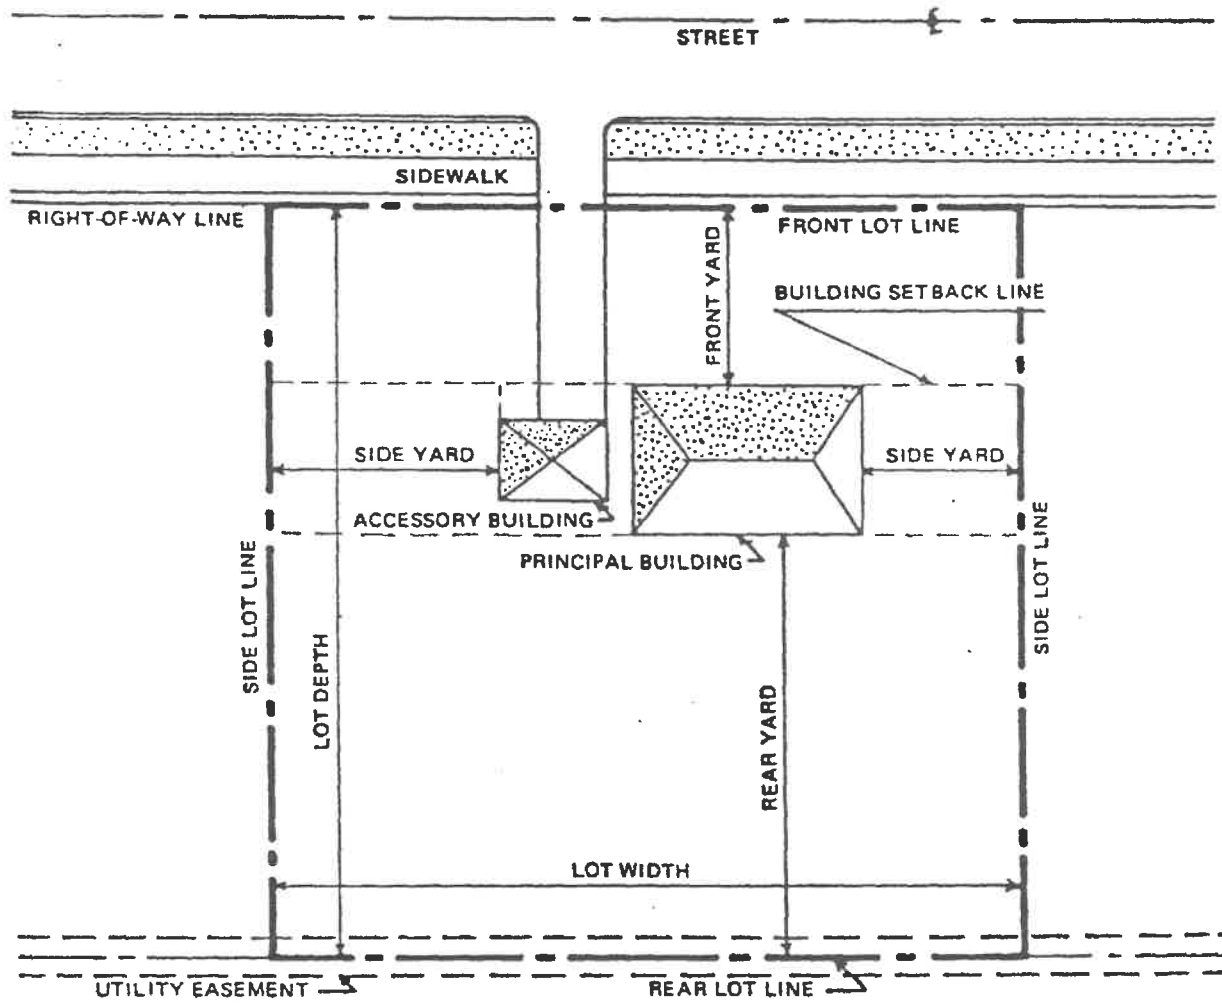 STREET
SIDEWALK
RIGHT-OF-WAY LINE
FRONT LOT LINE
FRONT YARD
BUILDING SETBACK LINE
SIDE YARD
SIDE YARD
ACCESSORY BUILDING
PRINCIPAL BUILDING
SIDE LOT LINE
LOT DEPTH
REAR YARD
SIDE LOT LINE
LOT WIDTH
UTILITY EASEMENT
REAR LOT LINE